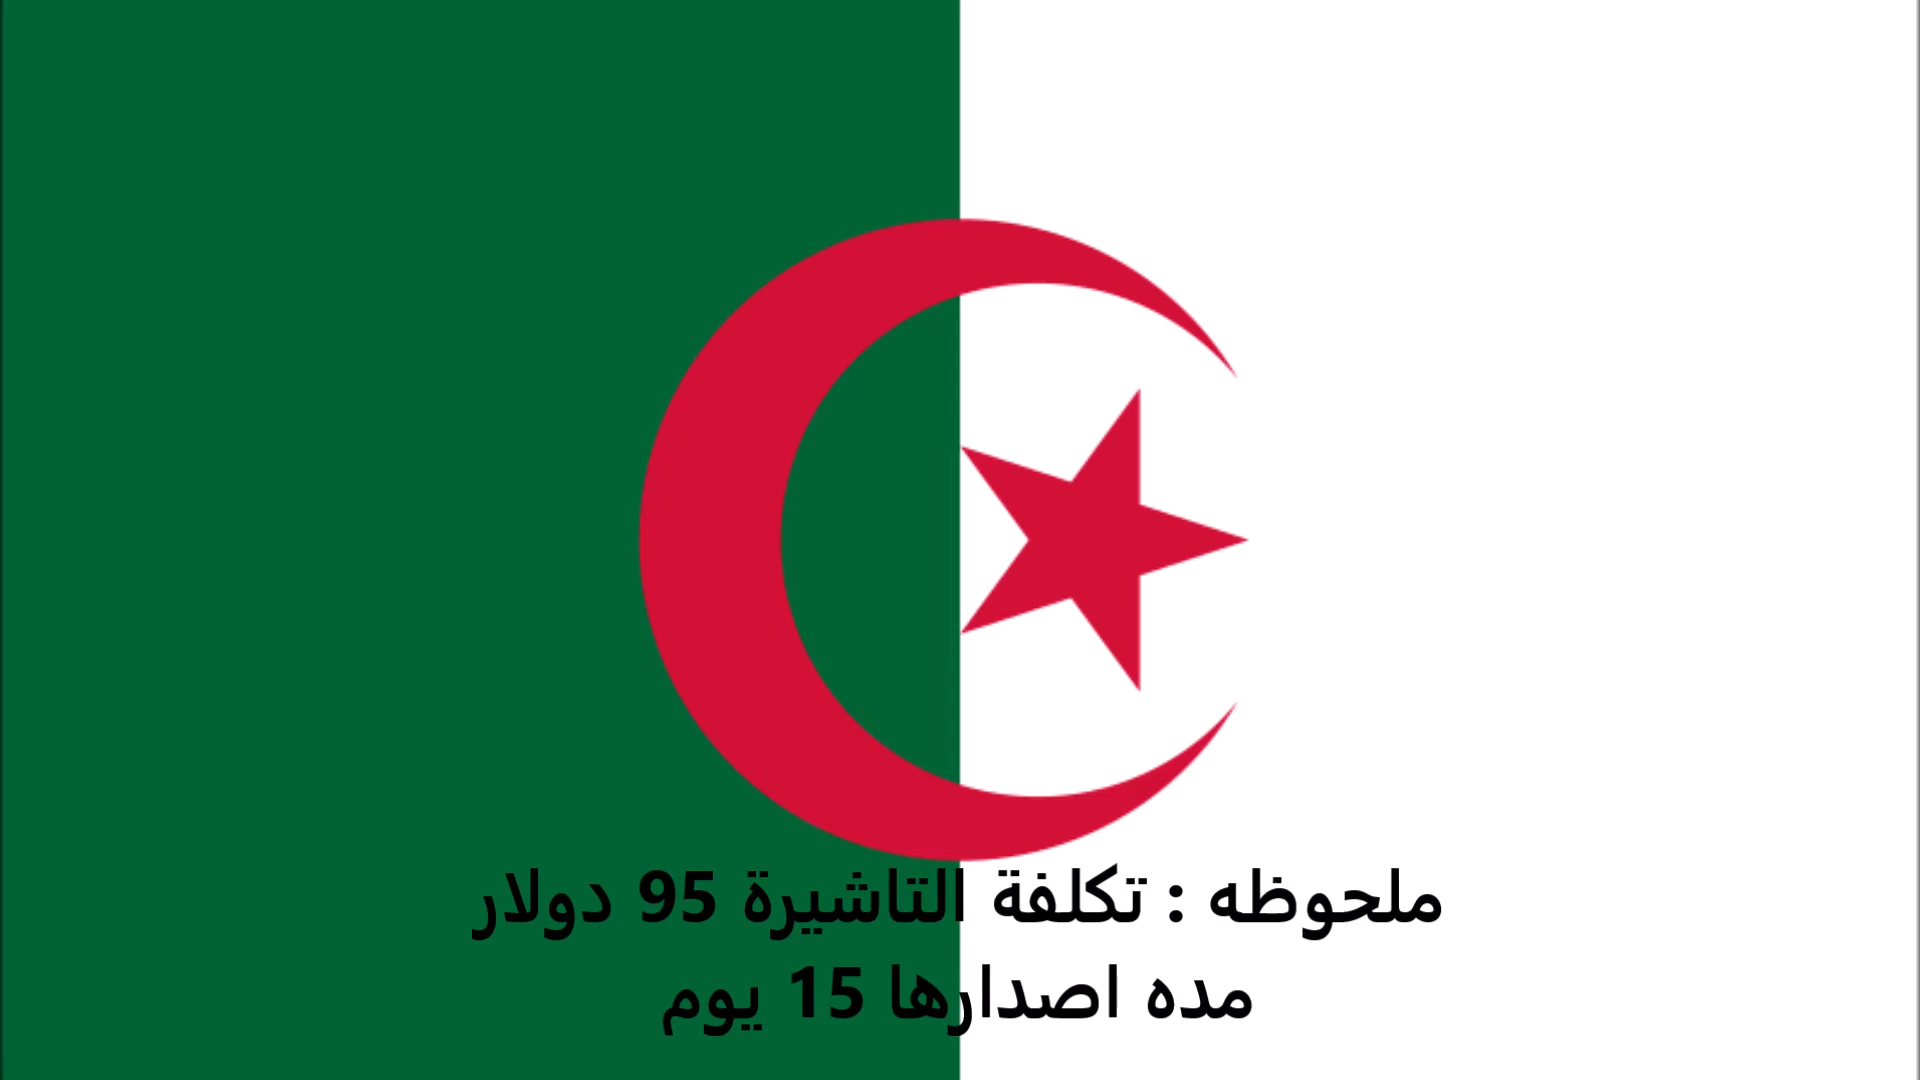 ملحوظه : تكلفة التاشيرة 95 دولار
مده اصدارها 15 يوم